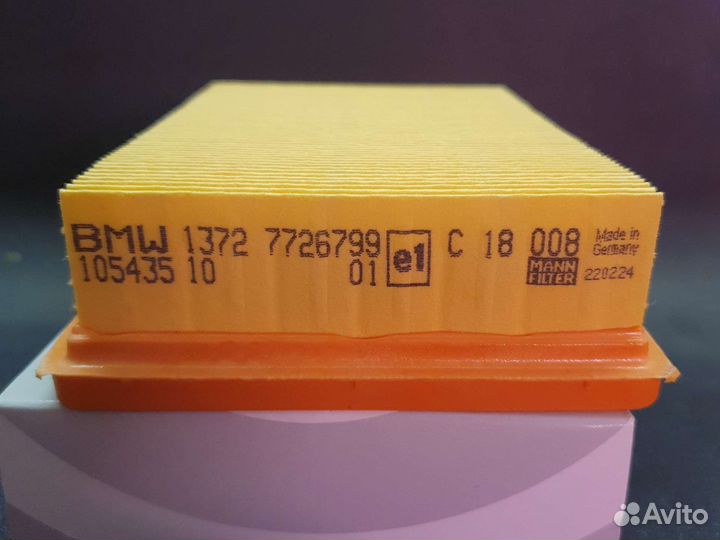 BMW 1372 7726799 e1 C 18 008 Made in Germany
105435 10 01 MANN FILTER 220224
Avito